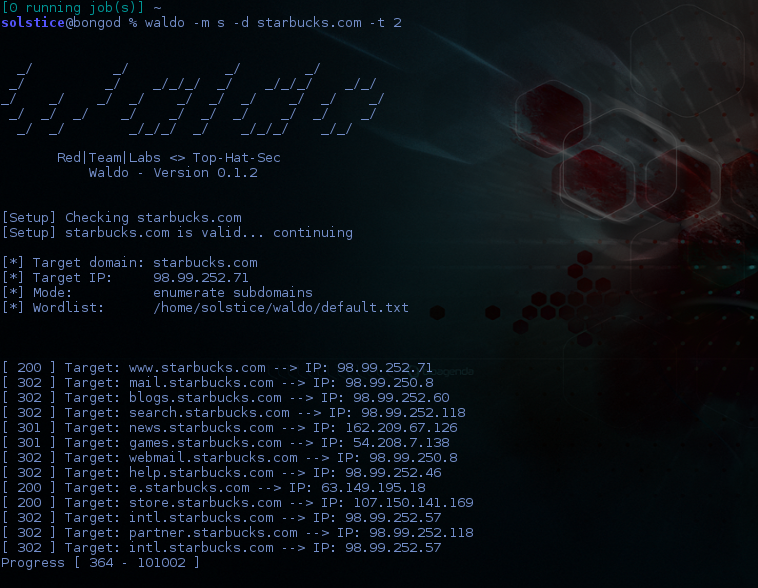 [0 running job(s)] ~
solstice@bongod % waldo -m s -d starbucks.com -t 2
waldo
Red|Team|Labs <> Top-Hat-Sec
Waldo - Version 0.1.2
[Setup] Checking starbucks.com
[Setup] starbucks.com is valid... continuing
[*] Target domain: starbucks.com
[*] Target IP: 98.99.252.71
[*] Mode: enumerate subdomains
[*] Wordlist: /home/solstice/waldo/default.txt
[ 200 ] Target: www.starbucks.com --> IP: 98.99.252.71
[ 302 ] Target: mail.starbucks.com --> IP: 98.99.250.8
[ 302 ] Target: blogs.starbucks.com --> IP: 98.99.252.60
[ 302 ] Target: search.starbucks.com --> IP: 98.99.252.118
[ 301 ] Target: news.starbucks.com --> IP: 162.209.67.126
[ 301 ] Target: games.starbucks.com --> IP: 54.208.7.138
[ 302 ] Target: webmail.starbucks.com --> IP: 98.99.250.8
[ 302 ] Target: help.starbucks.com --> IP: 98.99.252.46
[ 200 ] Target: e.starbucks.com --> IP: 63.149.195.18
[ 200 ] Target: store.starbucks.com --> IP: 107.150.141.169
[ 302 ] Target: intl.starbucks.com --> IP: 98.99.252.57
[ 302 ] Target: partner.starbucks.com --> IP: 98.99.252.118
[ 302 ] Target: intl.starbucks.com --> IP: 98.99.252.57
Progress [ 364 - 101002 ]